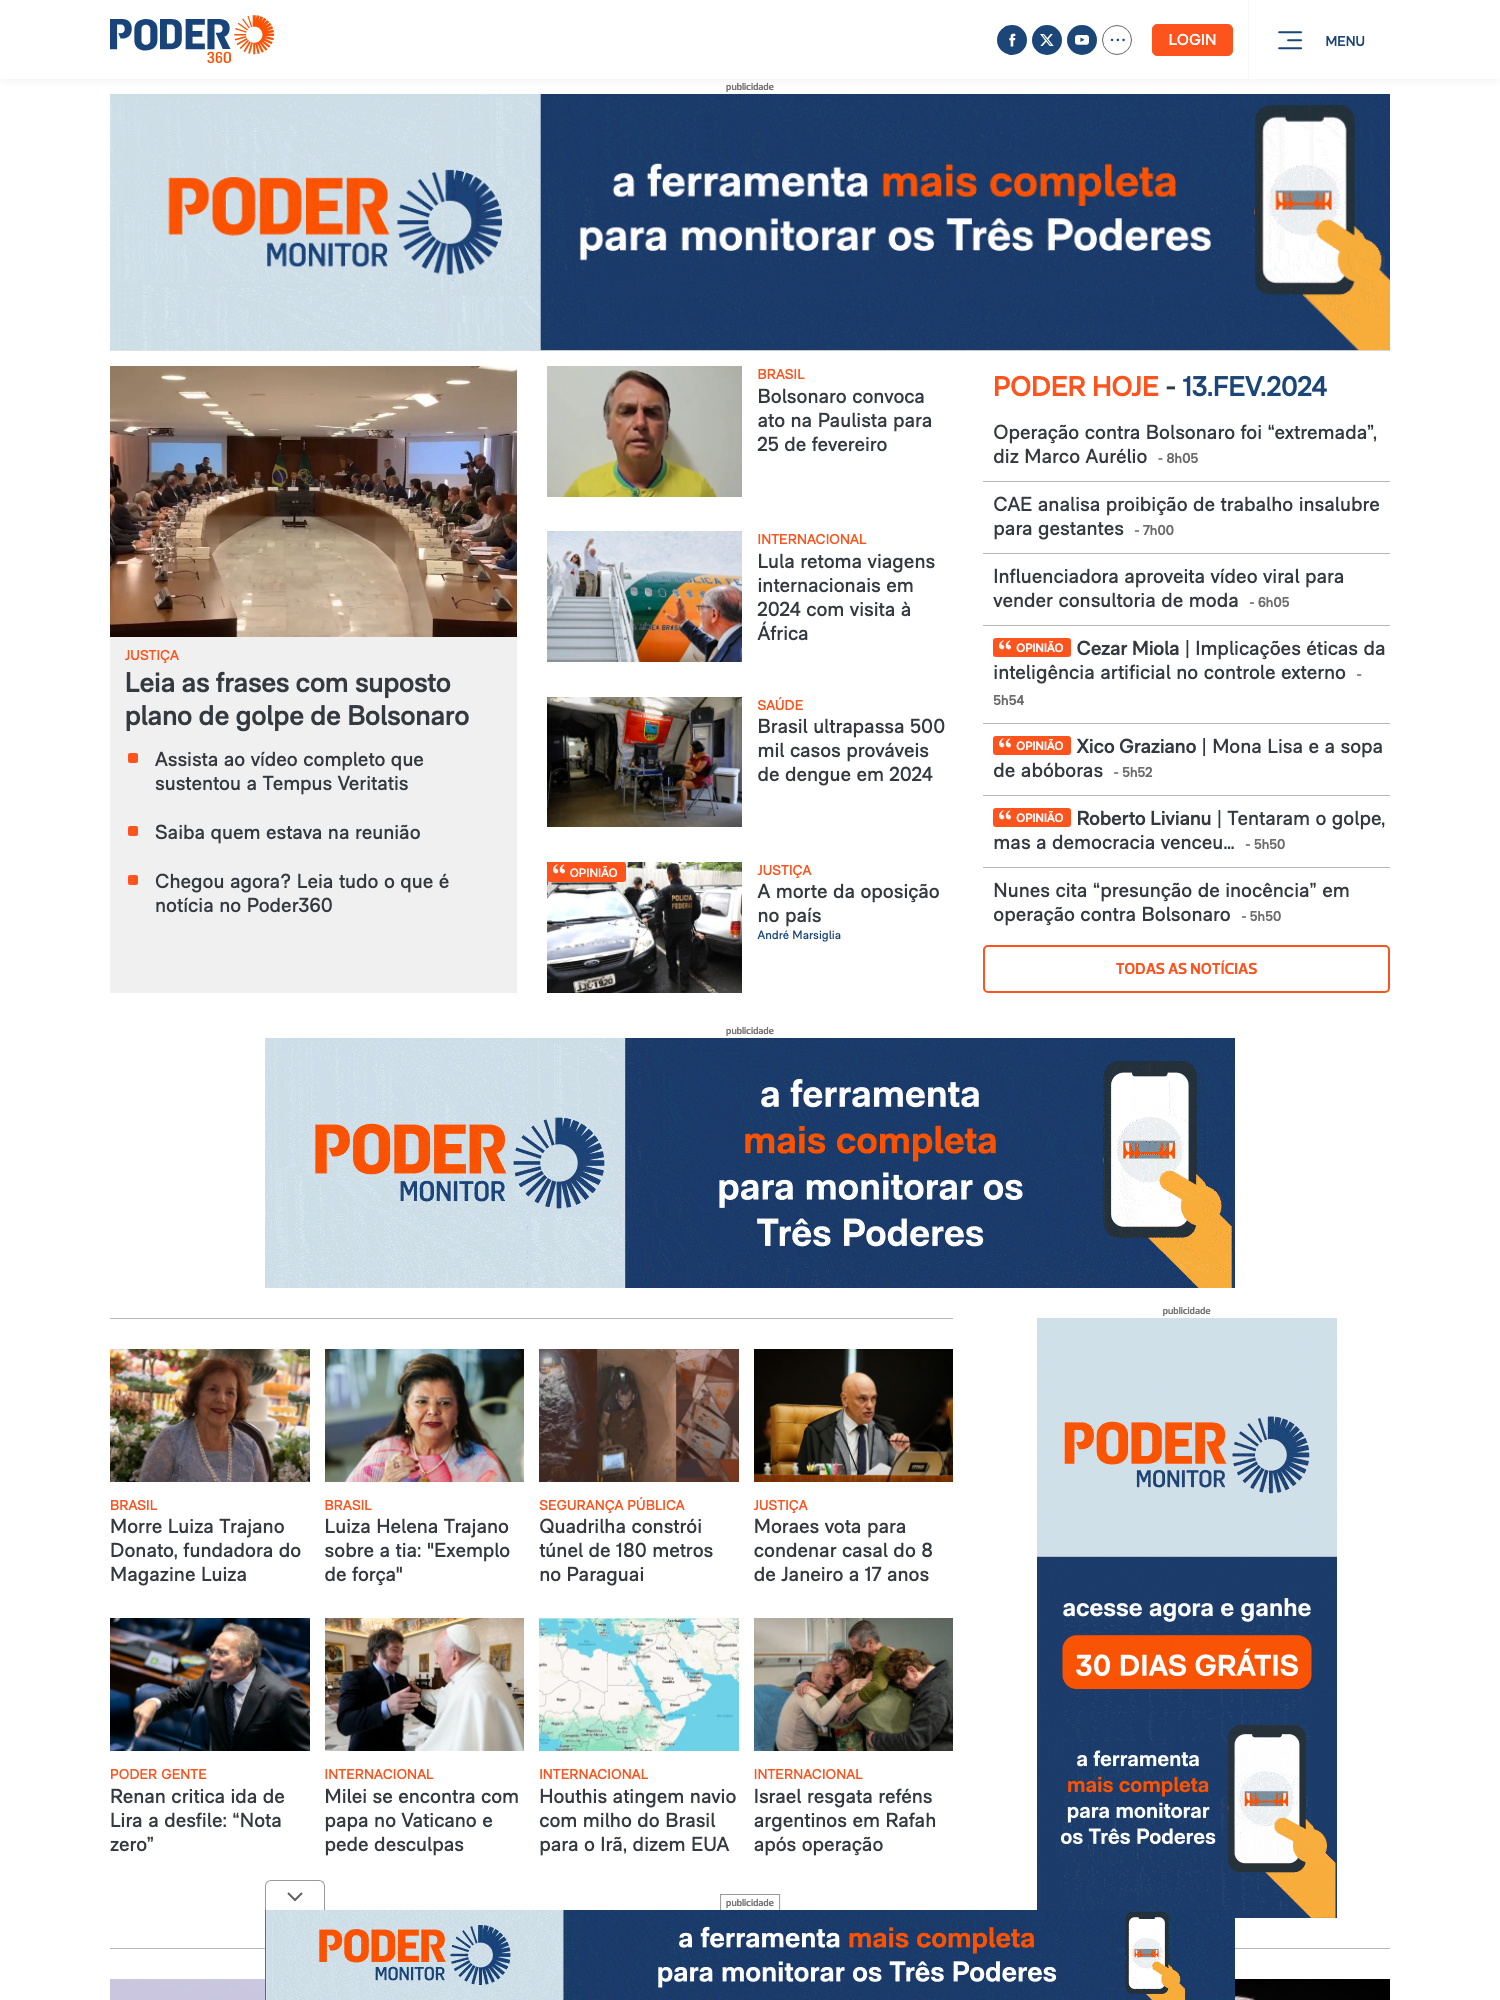 PODER
360
LOGIN
MENU
publicidade
PODER
MONITOR
a ferramenta mais completa
para monitorar os Três Poderes
JUSTIÇA
Leia as frases com suposto
plano de golpe de Bolsonaro
Assista ao vídeo completo que
sustentou a Tempus Veritatis
Saiba quem estava na reunião
Chegou agora? Leia tudo o que é
notícia no Poder360
BRASIL
Bolsonaro convoca
ato na Paulista para
25 de fevereiro
INTERNACIONAL
Lula retoma viagens
internacionais em
2024 com visita à
África
SAÚDE
Brasil ultrapassa 500
mil casos prováveis
de dengue em 2024
“ OPINIÃO
POLICIA
FEDERAL
JUSTIÇA
A morte da oposição
no país
André Marsiglia
PODER HOJE - 13.FEV.2024
Operação contra Bolsonaro foi “extremada”,
diz Marco Aurélio - 8h05
CAE analisa proibição de trabalho insalubre
para gestantes - 7h00
Influenciadora aproveita vídeo viral para
vender consultoria de moda - 6h05
“ OPINIÃO Cezar Miola | Implicações éticas da
inteligência artificial no controle externo -
5h54
“ OPINIÃO Xico Graziano | Mona Lisa e a sopa
de abóboras - 5h52
“ OPINIÃO Roberto Livianu | Tentaram o golpe,
mas a democracia venceu... - 5h50
Nunes cita “presunção de inocência” em
operação contra Bolsonaro - 5h50
TODAS AS NOTÍCIAS
publicidade
PODER
MONITOR
a ferramenta
mais completa
para monitorar os
Três Poderes
BRASIL
Morre Luiza Trajano
Donato, fundadora do
Magazine Luiza
BRASIL
Luiza Helena Trajano
sobre a tia: "Exemplo
de força"
SEGURANÇA PÚBLICA
Quadrilha constrói
túnel de 180 metros
no Paraguai
JUSTIÇA
Moraes vota para
condenar casal do 8
de Janeiro a 17 anos
PODER GENTE
Renan critica ida de
Lira a desfile: “Nota
zero”
INTERNACIONAL
Milei se encontra com
papa no Vaticano e
pede desculpas
INTERNACIONAL
Houthis atingem navio
com milho do Brasil
para o Irã, dizem EUA
INTERNACIONAL
Israel resgata reféns
argentinos em Rafah
após operação
publicidade
PODER
MONITOR
acesse agora e ganhe
30 DIAS GRÁTIS
a ferramenta
mais completa
para monitorar
os Três Poderes
publicidade
PODER
MONITOR
a ferramenta mais completa
para monitorar os Três Poderes